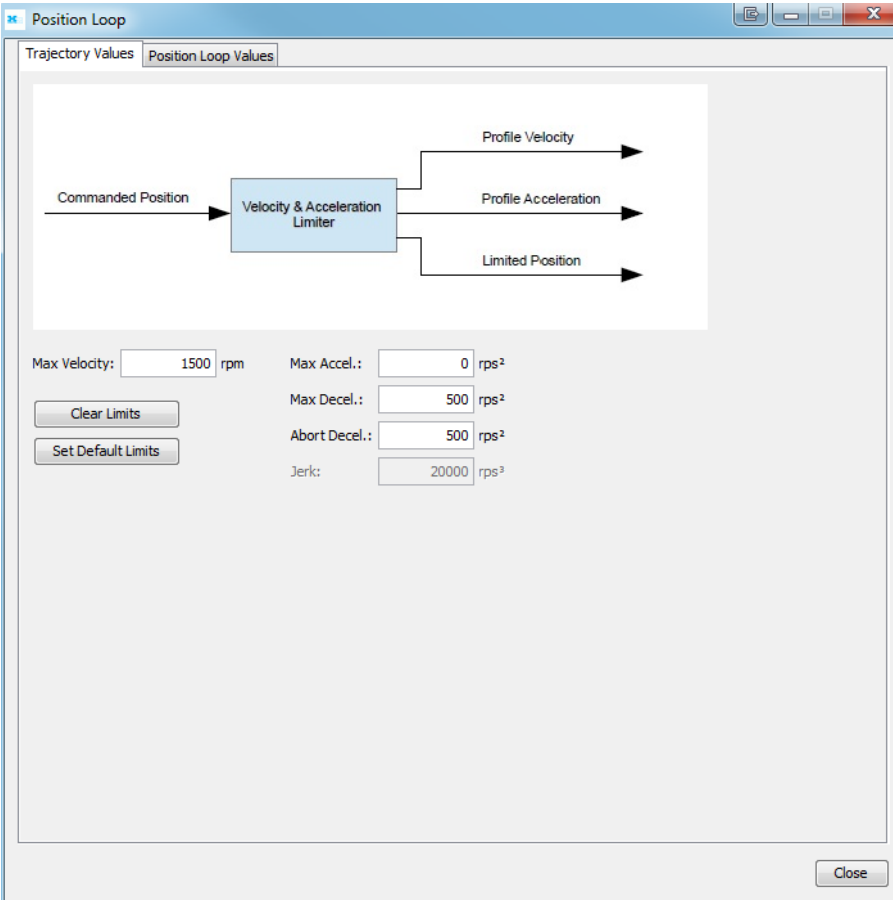 Position Loop
Trajectory Values
Position Loop Values
Profile Velocity
Commanded Position
Velocity & Acceleration
Limiter
Profile Acceleration
Limited Position
Max Velocity: 1500 rpm
Max Accel.: 0 rps²
Clear Limits
Max Decel.: 500 rps²
Set Default Limits
Abort Decel.: 500 rps²
Jerk: 20000 rps³
Close